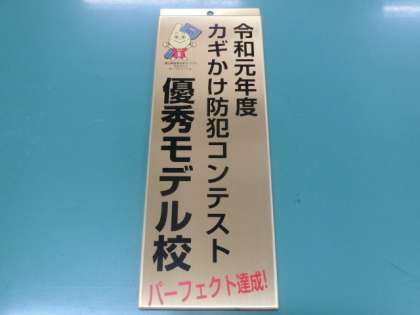 令和元年度
カギかけ防犯コンテスト
優秀モデル校
パーフェクト達成!